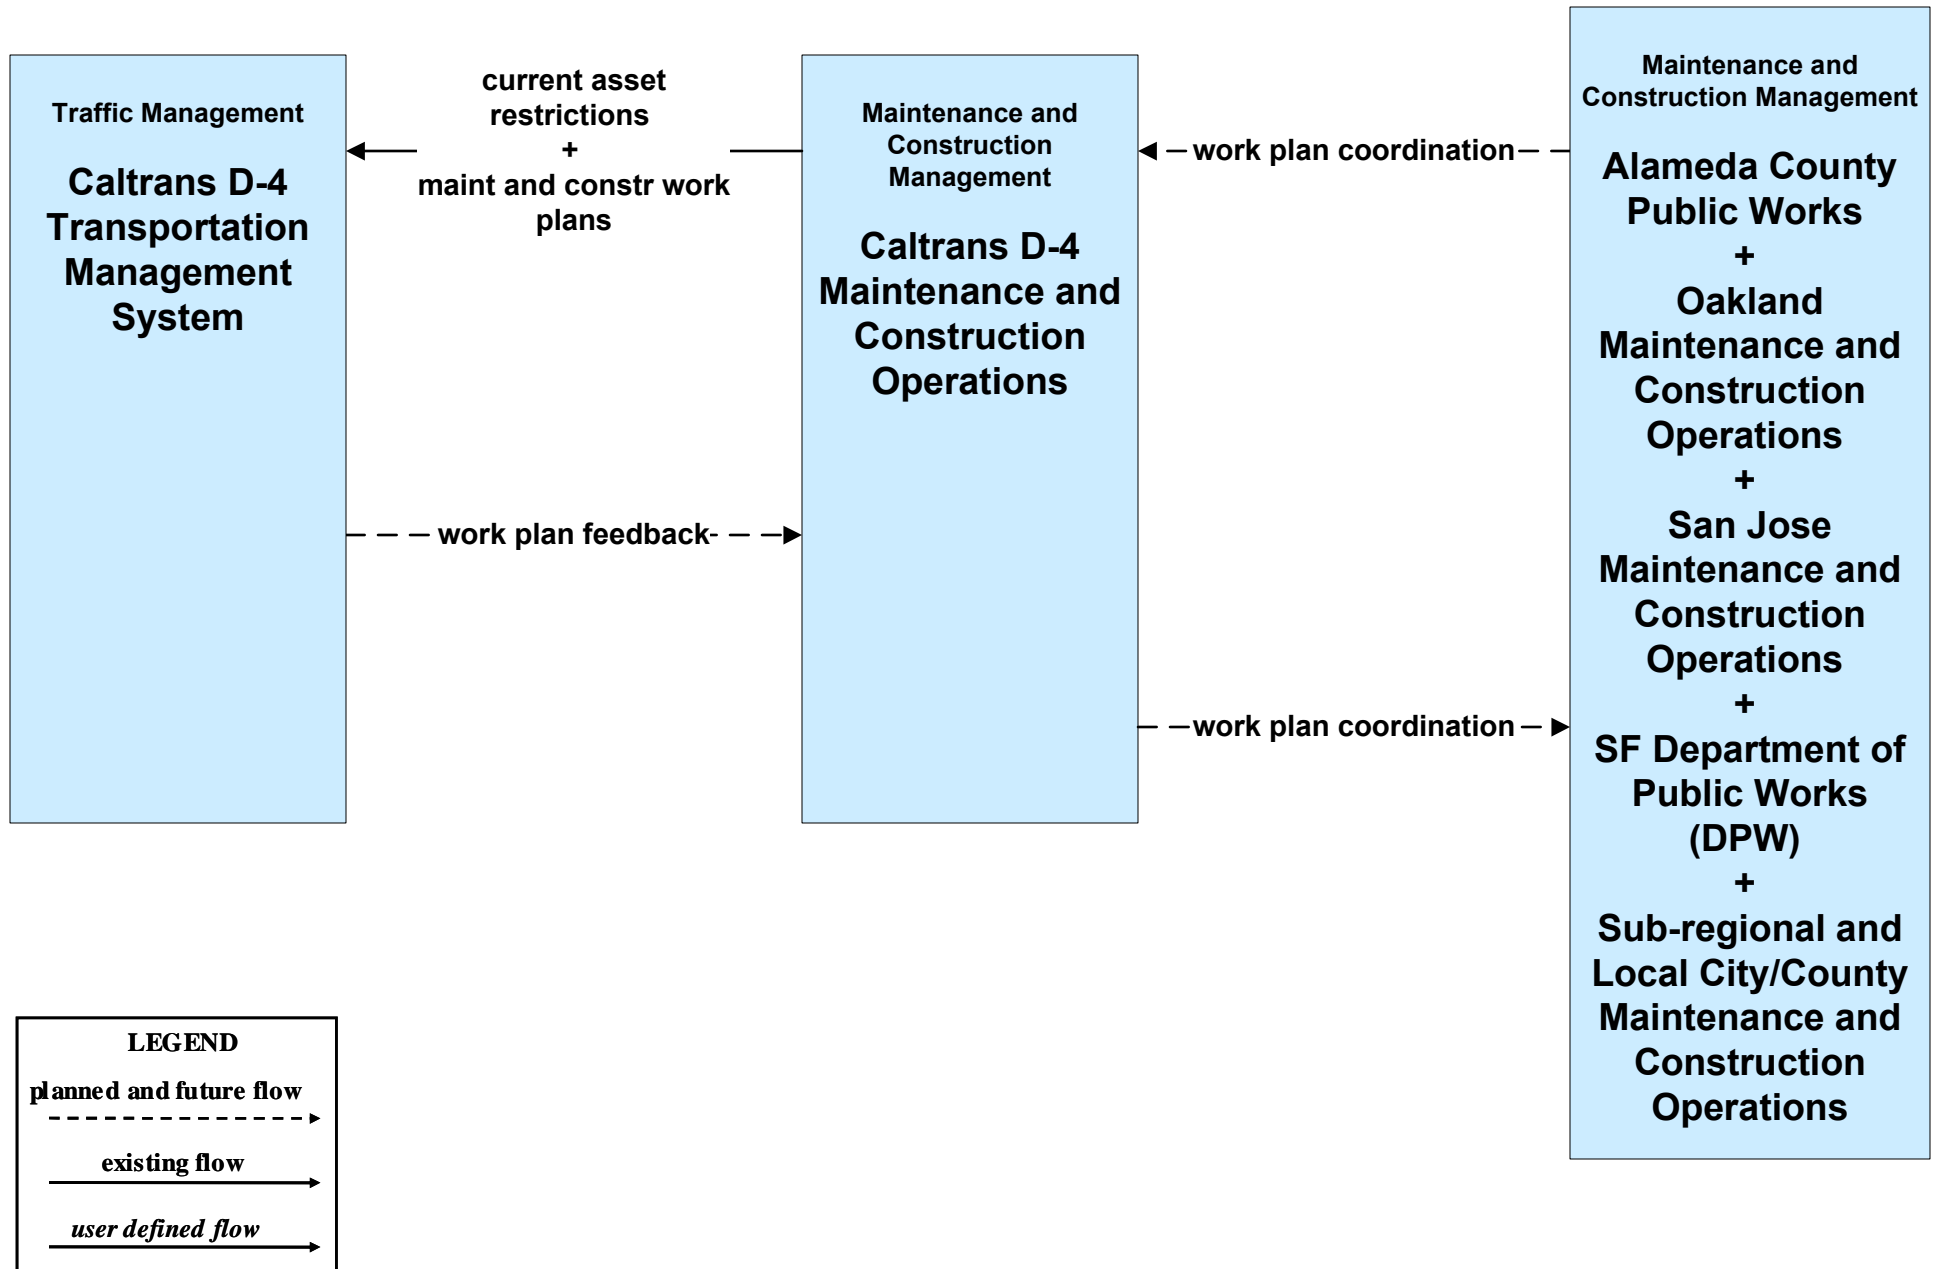 Traffic Management
Caltrans D-4
Transportation
Management
System
current asset
restrictions
+
maint and constr work
plans
work plan feedback
Maintenance and
Construction
Management
Caltrans D-4
Maintenance and
Construction
Operations
work plan coordination
work plan coordination
Maintenance and
Construction Management
Alameda County
Public Works
+
Oakland
Maintenance and
Construction
Operations
+
San Jose
Maintenance and
Construction
Operations
+
SF Department of
Public Works
(DPW)
+
Sub-regional and
Local City/County
Maintenance and
Construction
Operations
LEGEND
planned and future flow
existing flow
user defined flow